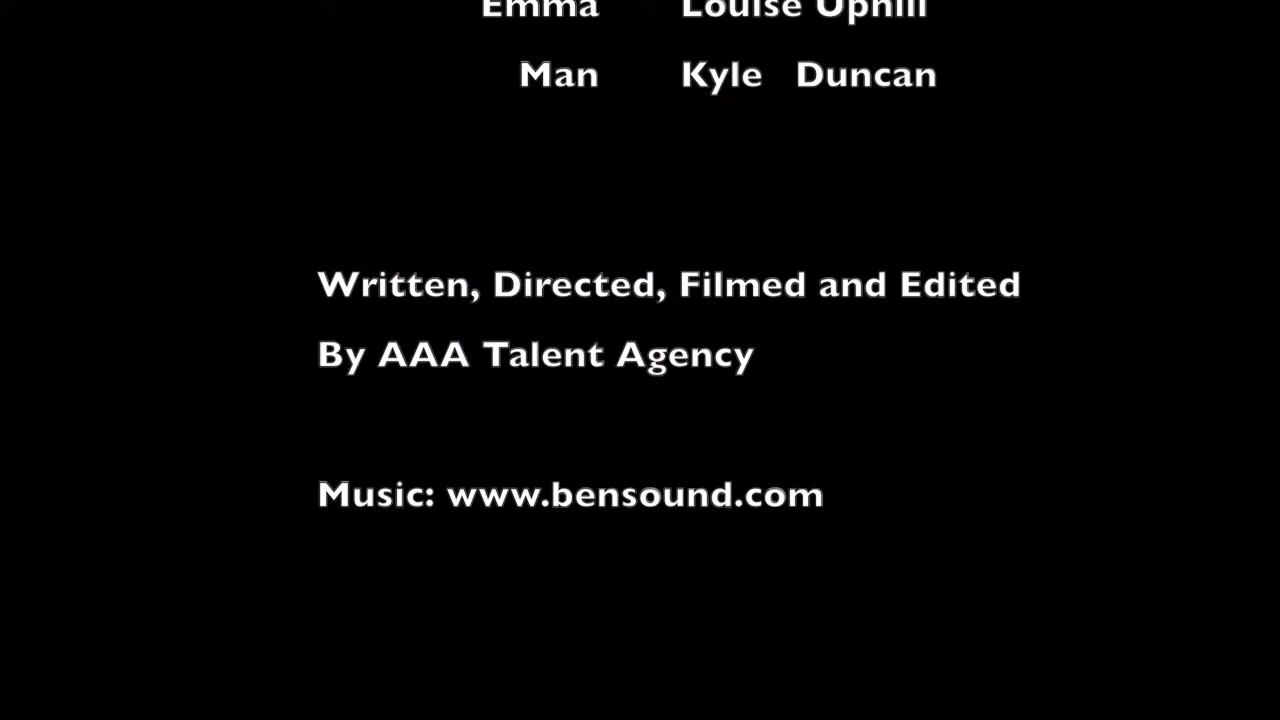 Emma Louise Uphill
Man Kyle Duncan
Written, Directed, Filmed and Edited
By AAA Talent Agency
Music: www.bensound.com